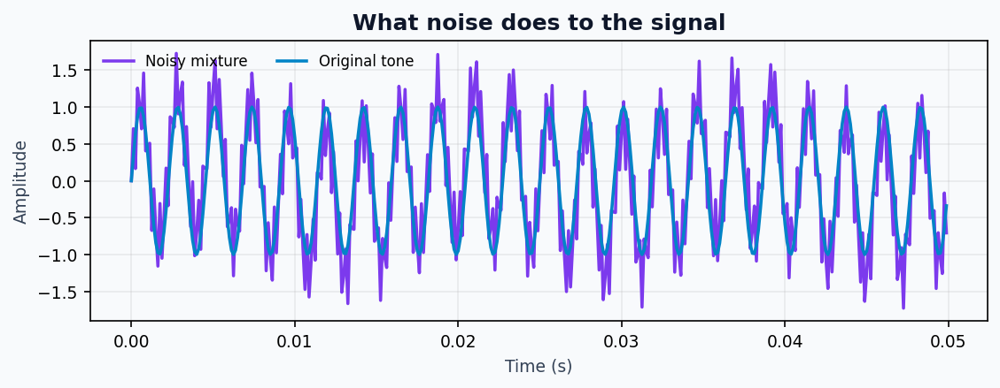 What noise does to the signal
Noisy mixture
Original tone
1.5
1.0
0.5
0.0
−0.5
−1.0
−1.5
Amplitude
0.00
0.01
0.02
0.03
0.04
0.05
Time (s)